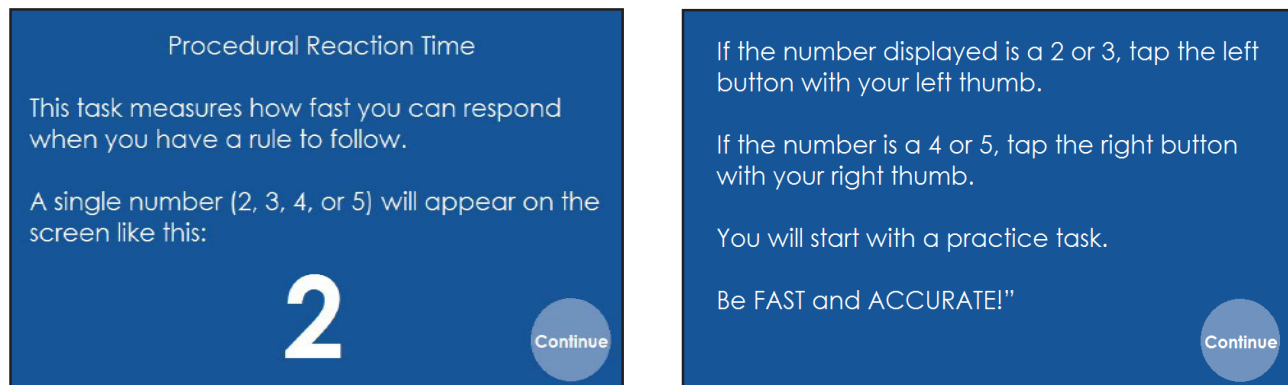 Procedural Reaction Time
This task measures how fast you can respond
when you have a rule to follow.
A single number (2, 3, 4, or 5) will appear on the
screen like this:
2
Continue
If the number displayed is a 2 or 3, tap the left
button with your left thumb.
If the number is a 4 or 5, tap the right button
with your right thumb.
You will start with a practice task.
Be FAST and ACCURATE!”
Continue